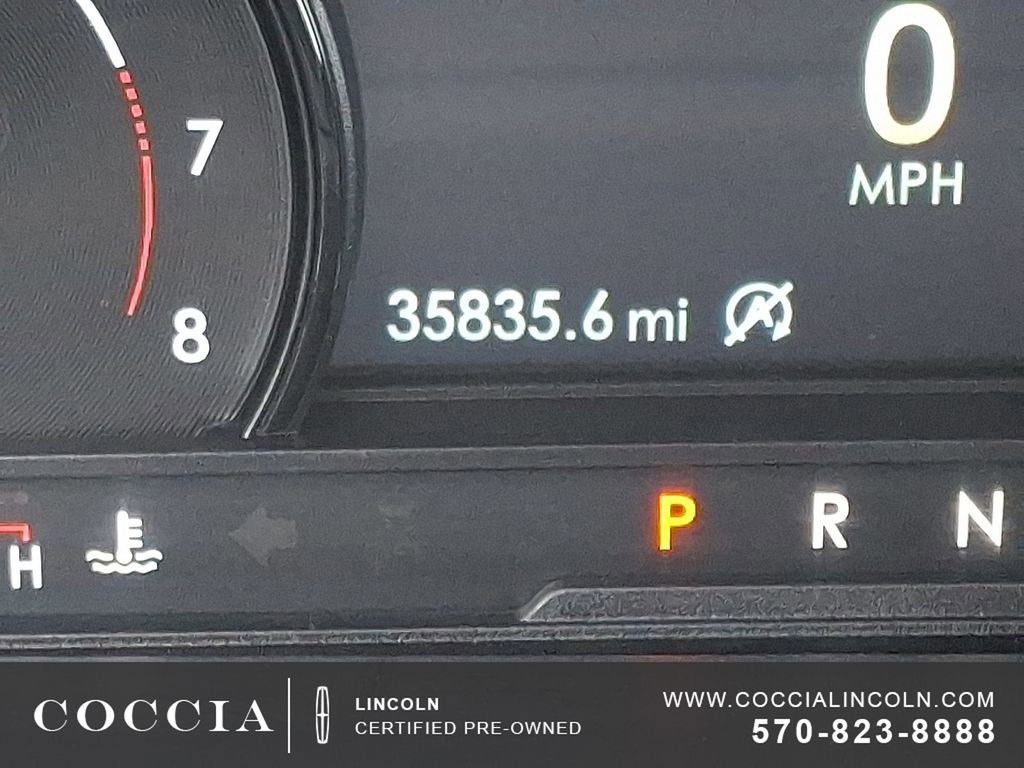 0
MPH
7
8
35835.6 mi
H
P R N
COCCIA
LINCOLN
CERTIFIED PRE-OWNED
WWW.COCCIALINCOLN.COM
570-823-8888